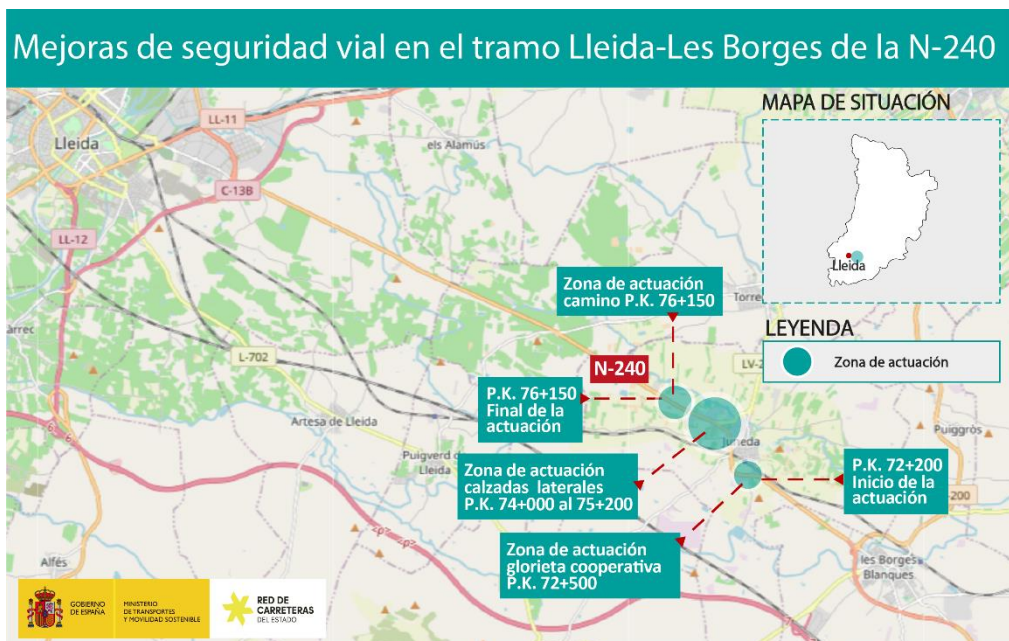 Mejoras de seguridad vial en el tramo Lleida-Les Borges de la N-240
MAPA DE SITUACIÓN
Lleida
LEYENDA
Zona de actuación
LL-11
Lleida
els Alamús
C-13B
LL-12
Zona de actuación
camino P.K. 76+150
Torre
àrrec
L-702
N-240
LV-2
P.K. 76+150
Final de la
actuación
Artesa de Lleida
Juneda
Puiggròs
Puigverd d
Lleida
Zona de actuación
calzadas laterales
P.K. 74+000 al 75+200
P.K. 72+200
Inicio de la
actuación
-200
Zona de actuación
glorieta cooperativa
P.K. 72+500
Alfés
les Borges
Blanques
GOBIERNO
DE ESPAÑA
MINISTERIO
DE TRANSPORTES
Y MOVILIDAD SOSTENIBLE
RED DE
CARRETERAS
DEL ESTADO